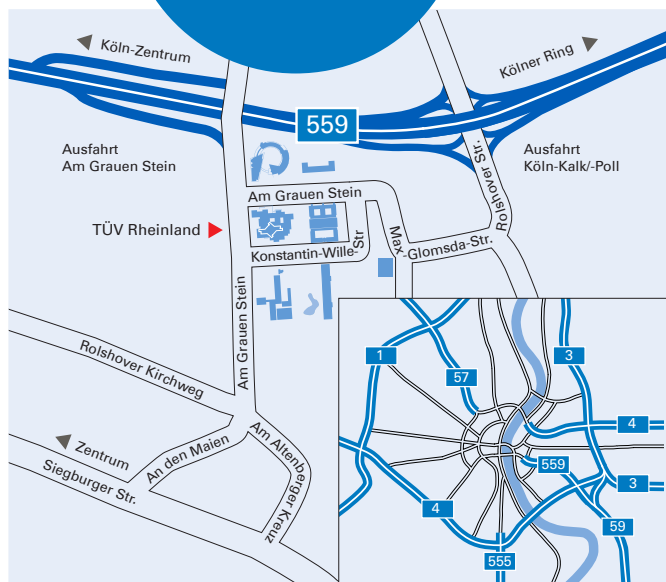 Köln-Zentrum
Kölner Ring
559
Ausfahrt
Am Grauen Stein
Ausfahrt
Köln-Kalk/-Poll
Rolshover Str.
Am Grauen Stein
TÜV Rheinland
Konstantin-Wille-Str
Max-Glomsda-Str.
Am Grauen Stein
Rolshover Kirchweg
Zentrum
An den Maien
Am Altenberger Kreuz
Siegburger Str.
1
3
57
4
559
3
4
59
555